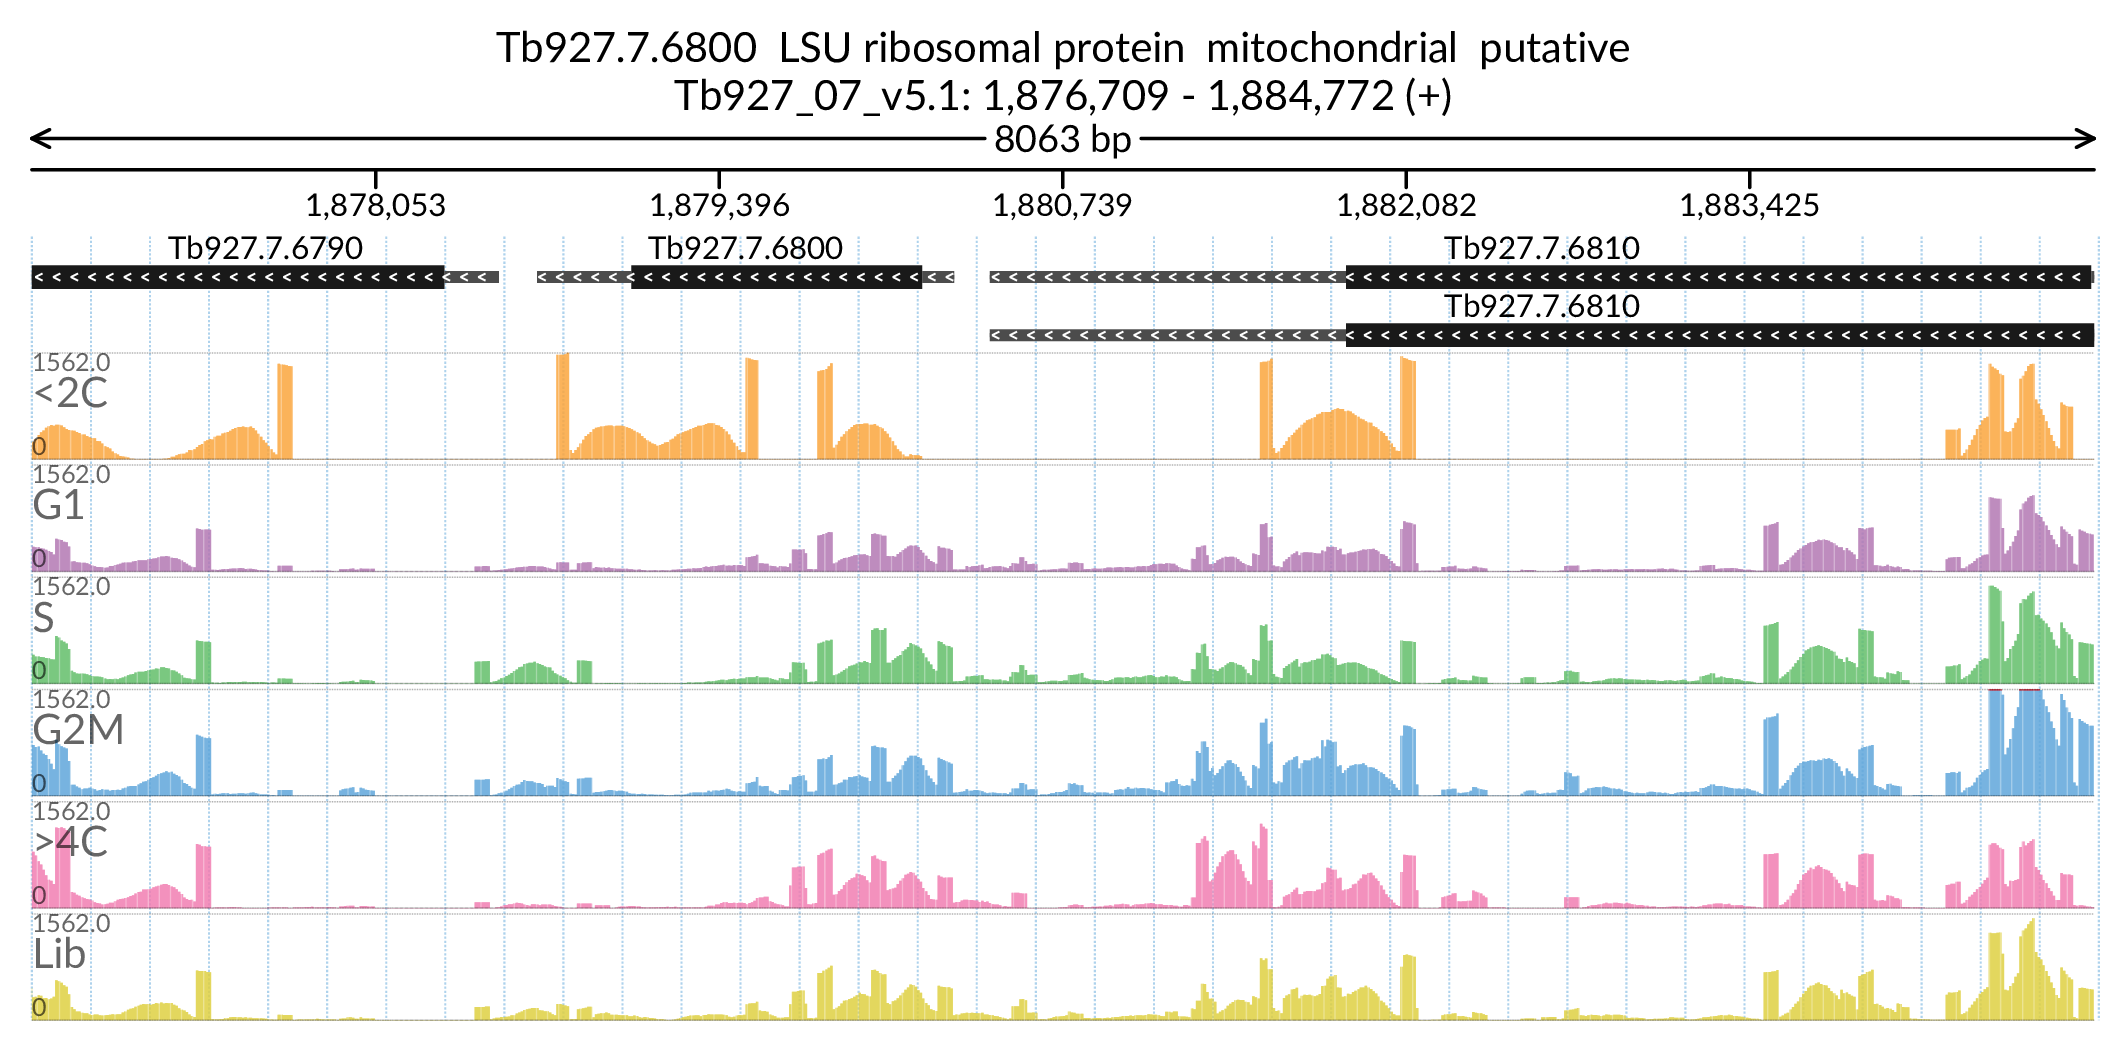 Tb927.7.6800 LSU ribosomal protein mitochondrial putative
Tb927_07_v5.1: 1,876,709 - 1,884,772 (+)
8063 bp
1,878,053 1,879,396 1,880,739 1,882,082 1,883,425
Tb927.7.6790 Tb927.7.6800 Tb927.7.6810
Tb927.7.6810
1562.0
<2C
0
1562.0
G1
0
1562.0
S
0
1562.0
G2M
0
1562.0
>4C
0
1562.0
Lib
0